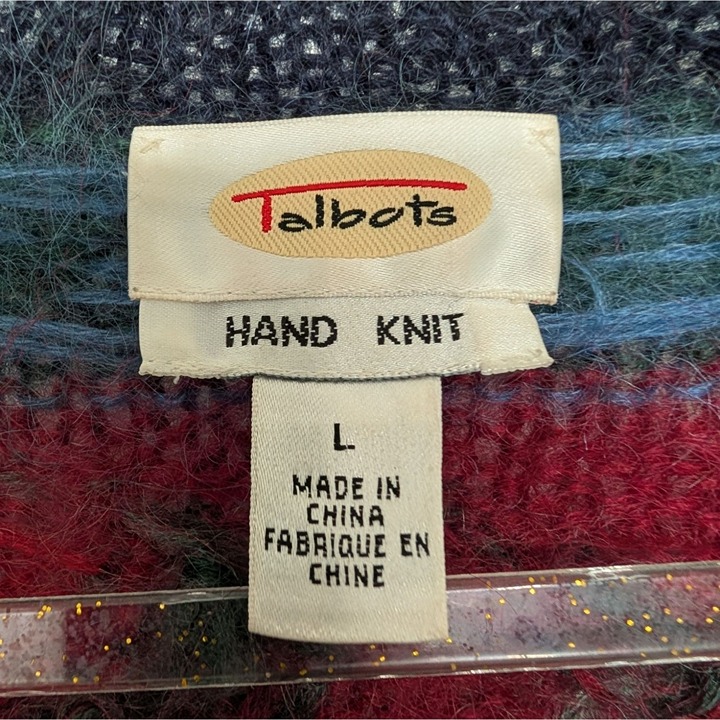 Talbots
HAND KNIT
L
MADE IN
CHINA
FABRIQUE EN
CHINE